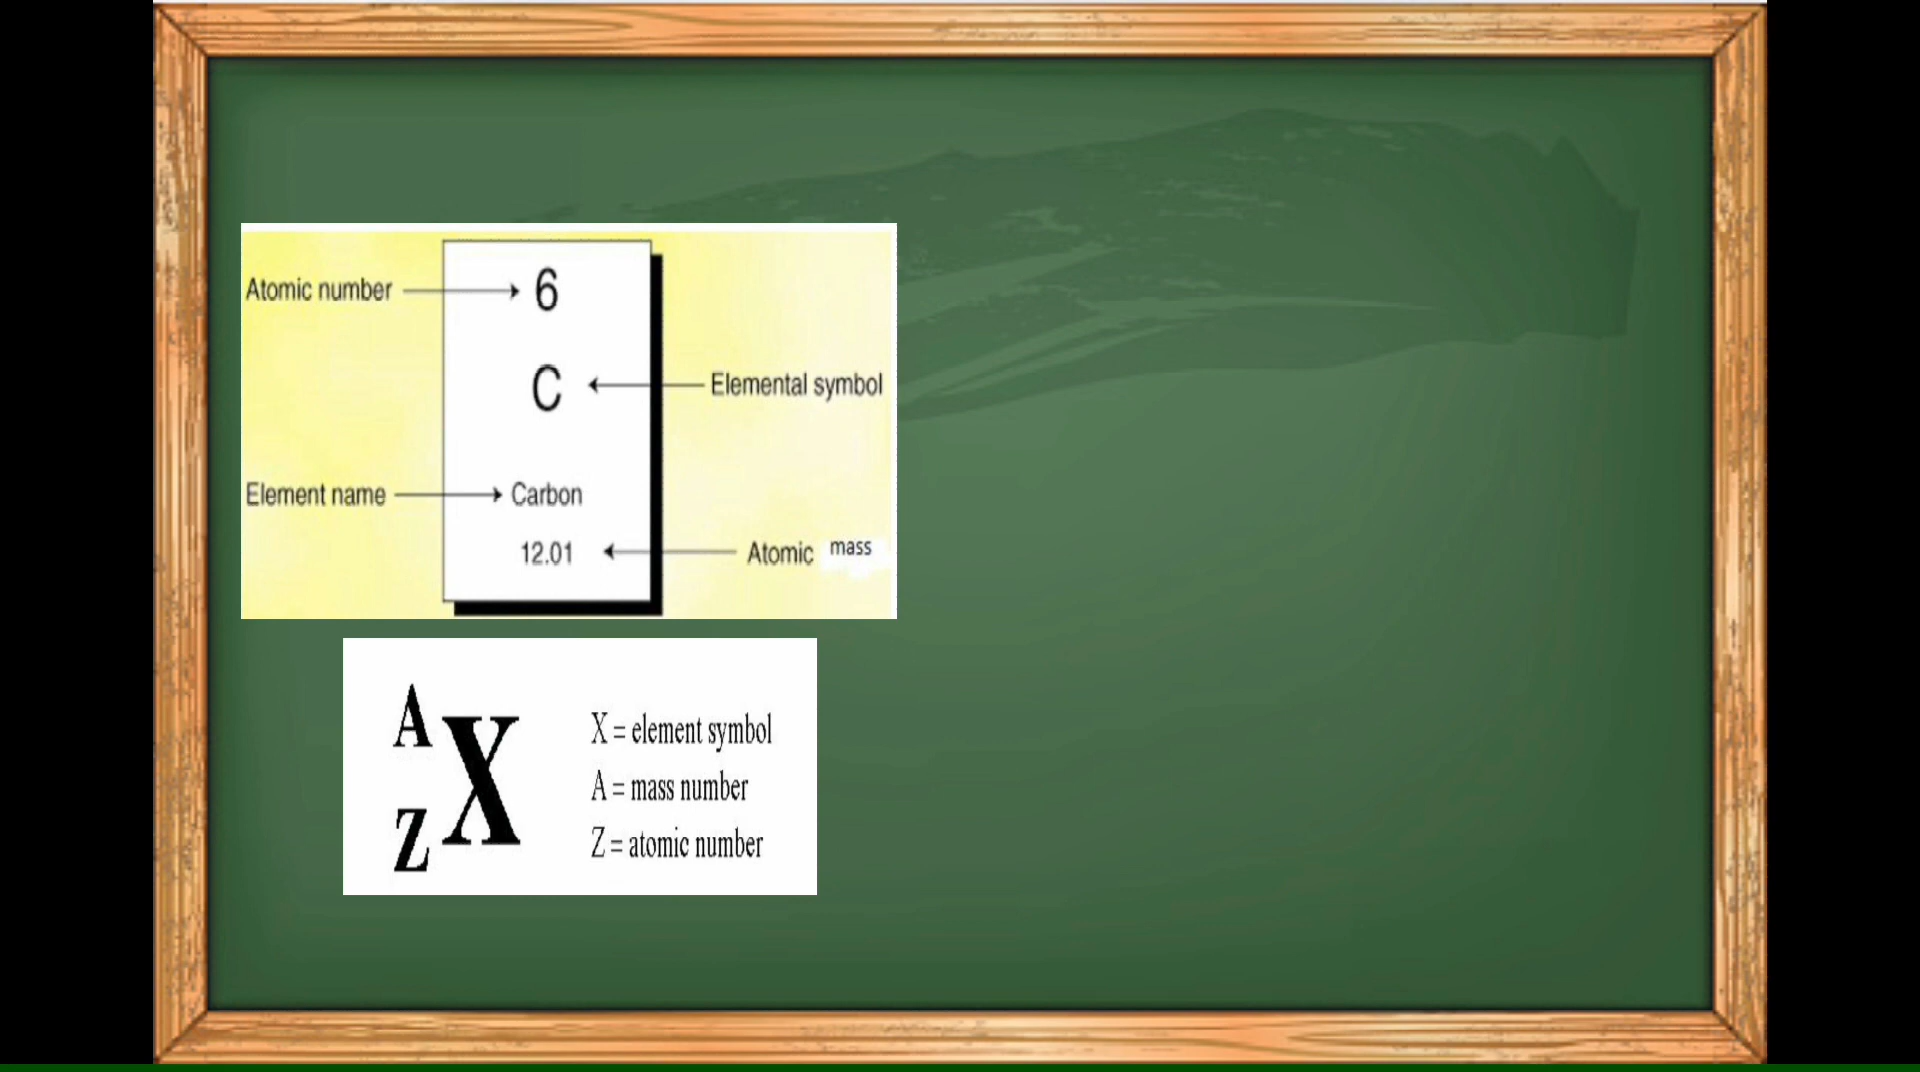 Atomic number 6
C Elemental symbol
Element name Carbon
12.01 Atomic mass
A
X
Z
X = element symbol
A = mass number
Z = atomic number